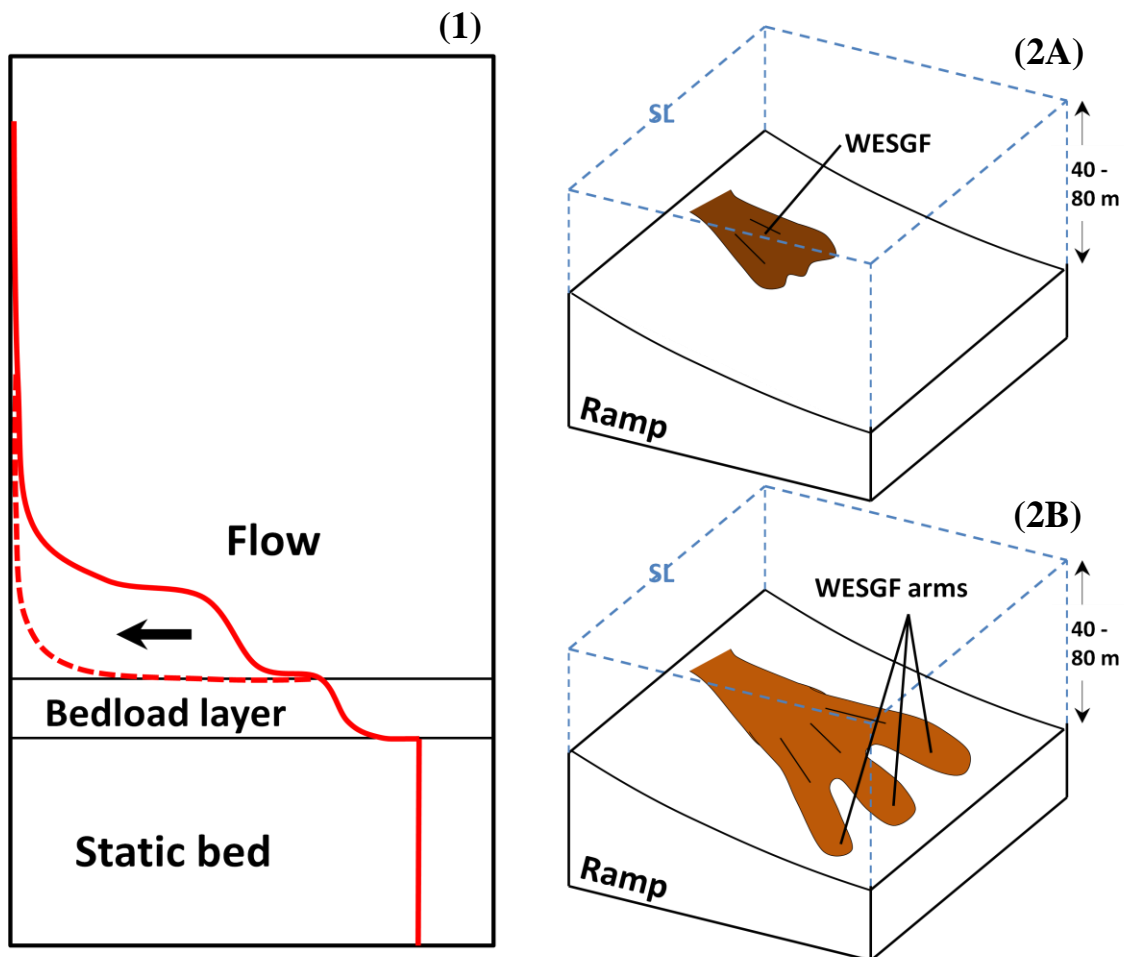 (1)
Flow
Bedload layer
Static bed
(2A)
SL
WESGF
40 -
80 m
Ramp
(2B)
SL
WESGF arms
40 -
80 m
Ramp